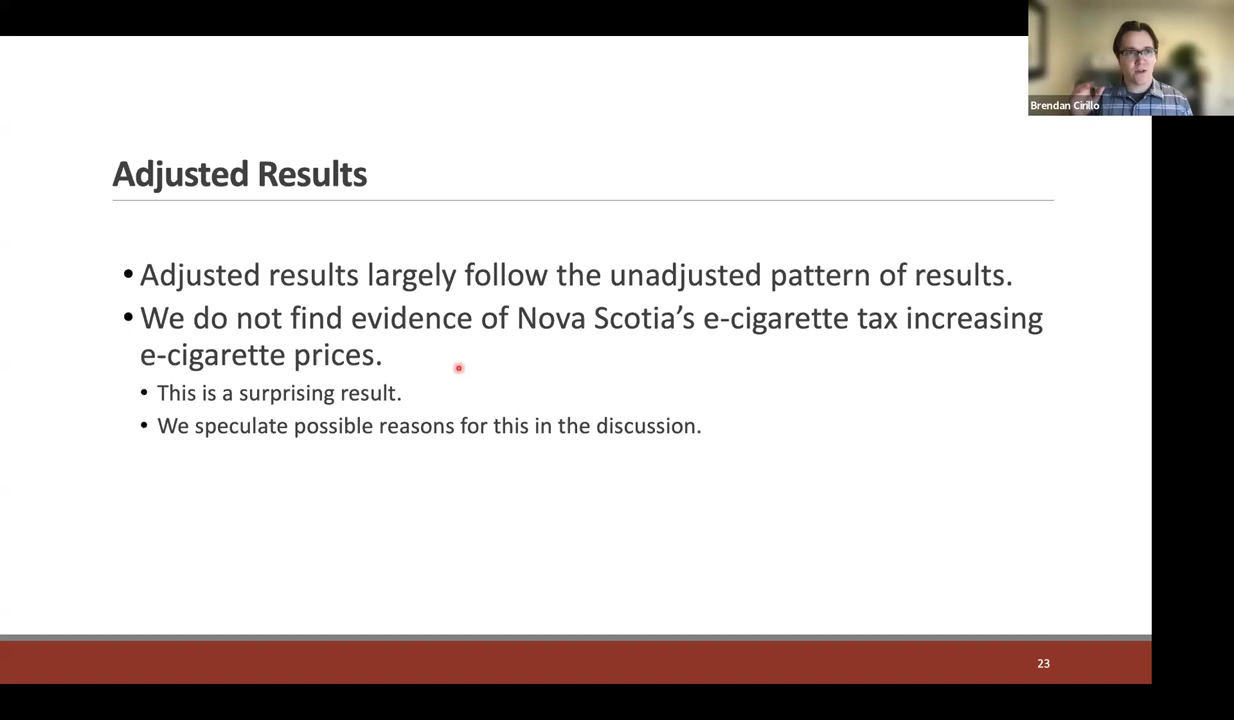 Brendan Cirillo
Adjusted Results
• Adjusted results largely follow the unadjusted pattern of results.
• We do not find evidence of Nova Scotia’s e-cigarette tax increasing
e-cigarette prices.
• This is a surprising result.
• We speculate possible reasons for this in the discussion.
23